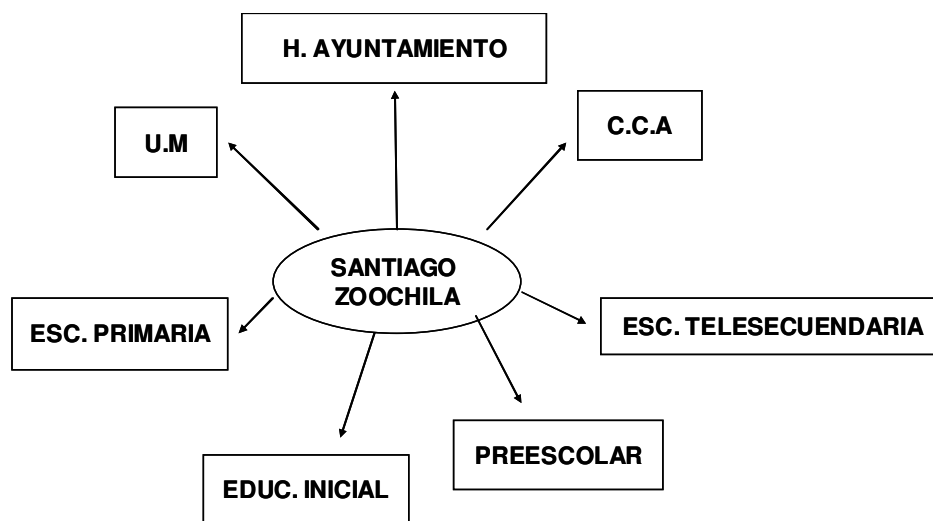 H. AYUNTAMIENTO
C.C.A
U.M
SANTIAGO
ZOOCHILA
ESC. PRIMARIA
ESC. TELESECUENDARIA
PREESCOLAR
EDUC. INICIAL